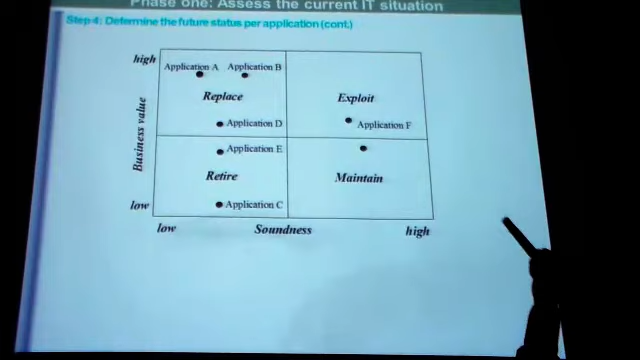 Phase one: Assess the current IT situation
Step 4: Determine the future status per application (cont.)
high
Application A
Application B
Replace
Exploit
Application D
Application F
Business value
Application E
Retire
Maintain
low
Application C
low
Soundness
high